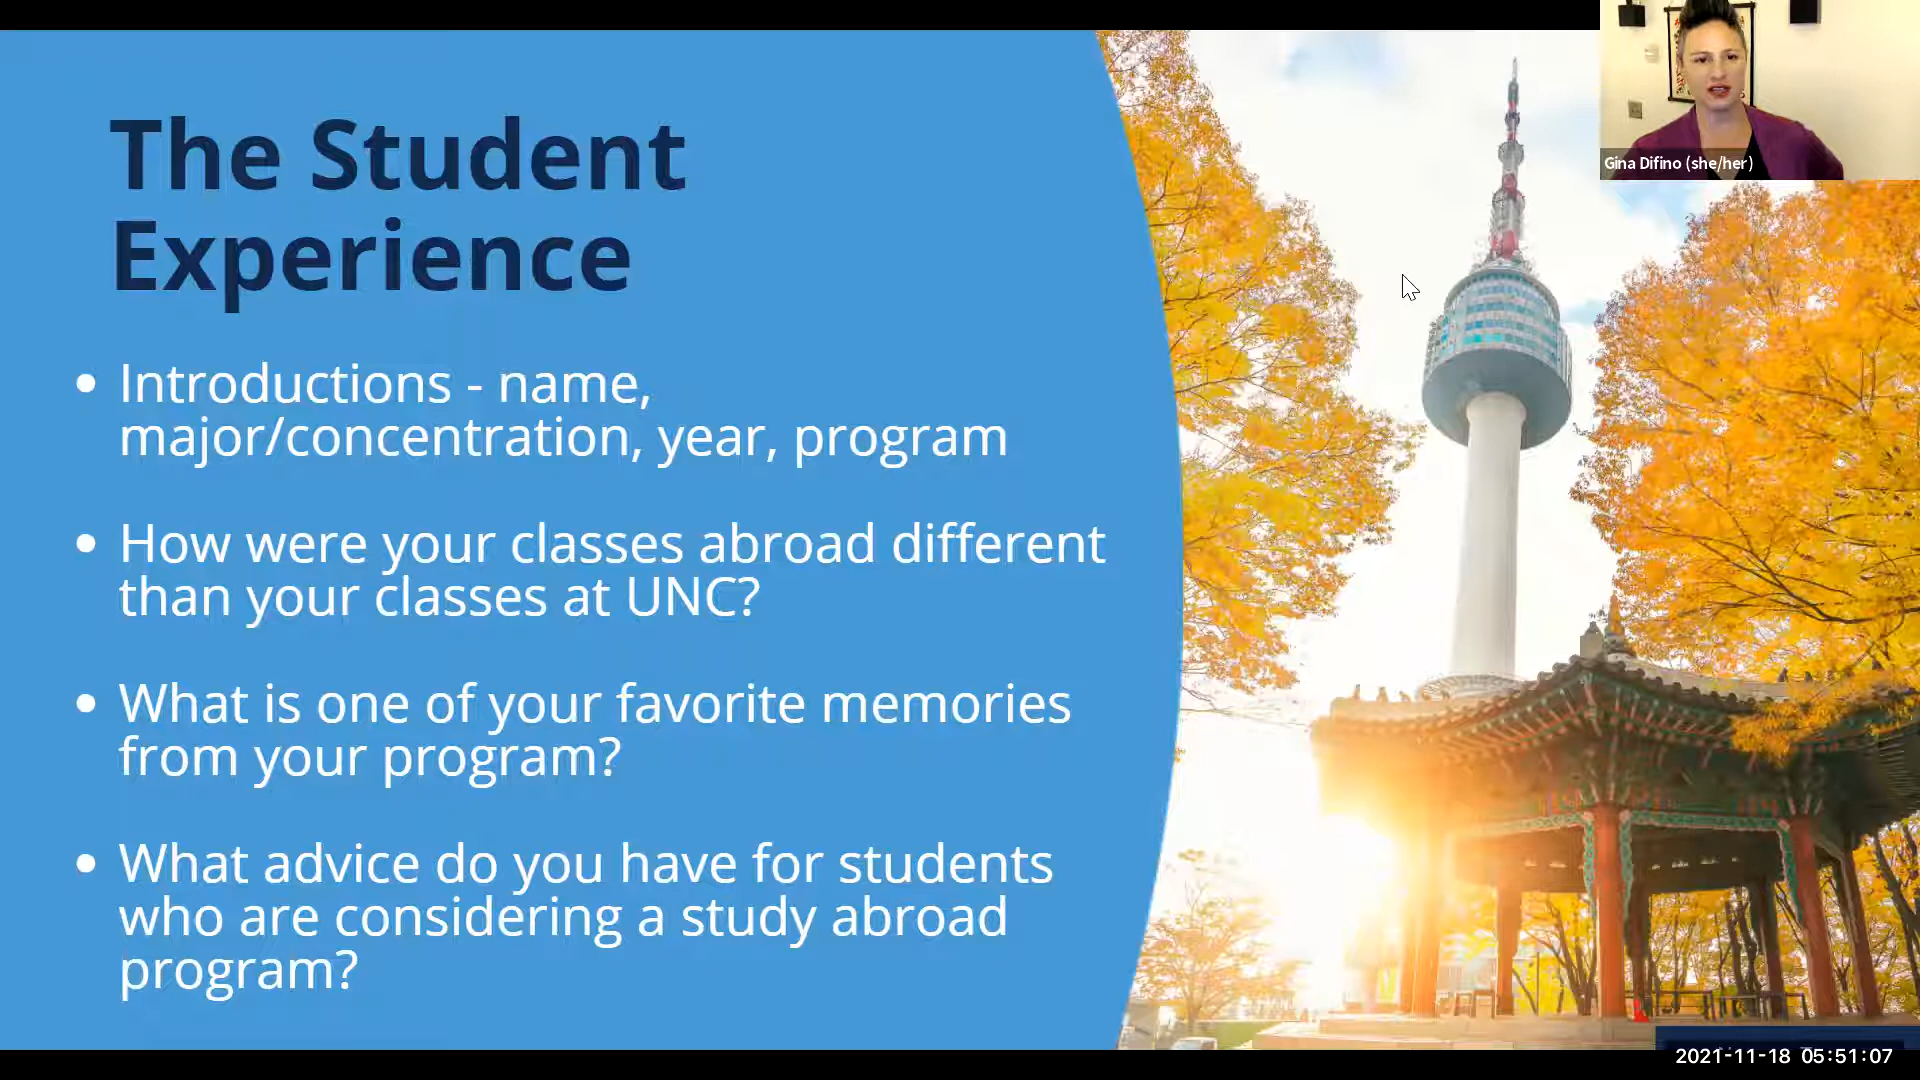 Gina Difino (she/her)
The Student
Experience
• Introductions - name,
major/concentration, year, program
• How were your classes abroad different
than your classes at UNC?
• What is one of your favorite memories
from your program?
• What advice do you have for students
who are considering a study abroad
program?
2021-11-18 05:51:07